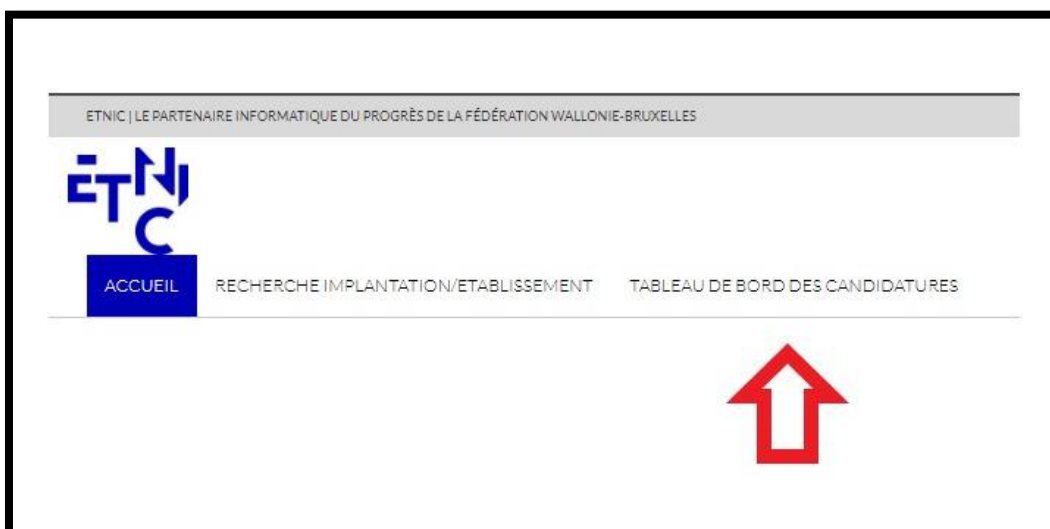 ETNIC | LE PARTENAIRE INFORMATIQUE DU PROGRÈS DE LA FÉDÉRATION WALLONIE-BRUXELLES
ETNIC
ACCUEIL RECHERCHE IMPLANTATION/ETABLISSEMENT TABLEAU DE BORD DES CANDIDATURES